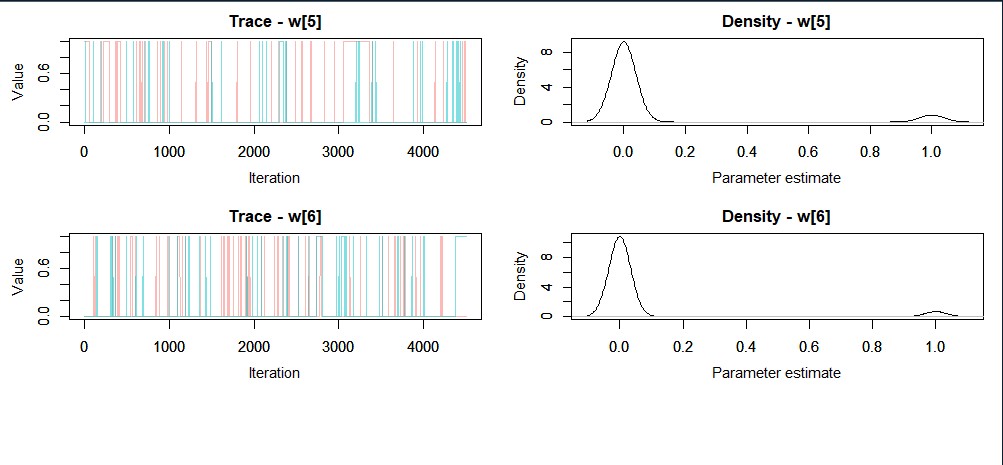 Trace - w[5]
Value
0.0
0.6
0
1000
2000
3000
4000
Iteration
Density - w[5]
Density
0
4
8
0.0
0.2
0.4
0.6
0.8
1.0
Parameter estimate
Trace - w[6]
Value
0.0
0.6
0
1000
2000
3000
4000
Iteration
Density - w[6]
Density
0
4
8
0.0
0.2
0.4
0.6
0.8
1.0
Parameter estimate